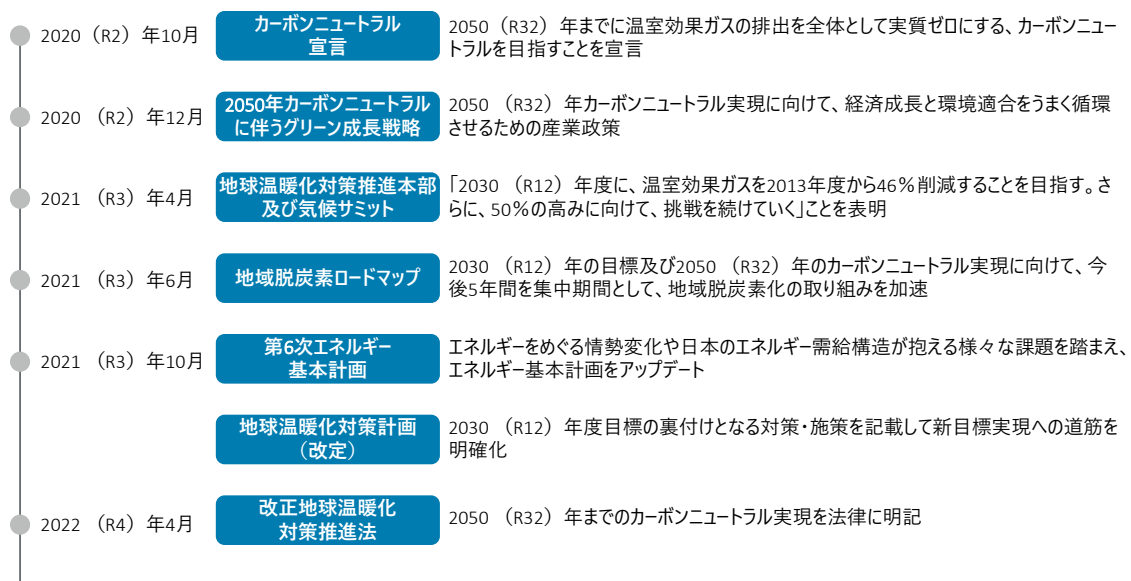 2020（R2）年10月
カーボンニュートラル
宣言
2050（R32）年までに温室効果ガスの排出を全体として実質ゼロにする、カーボンニュー
トラルを目指すことを宣言
2020 （R2）年12月
2050年カーボンニュートラル
に伴うグリーン成長戦略
2050 （R32）年カーボンニュートラル実現に向けて、経済成長と環境適合をうまく循環
させるための産業政策
2021 （R3）年4月
地球温暖化対策推進本部
及び気候サミット
「2030 （R12）年度に、温室効果ガスを2013年度から46％削減することを目指す。さ
らに、50％の高みに向けて、挑戦を続けていく」ことを表明
2021 （R3）年6月
地域脱炭素ロードマップ
2030 （R12）年の目標及び2050 （R32）年のカーボンニュートラル実現に向けて、今
後5年間を集中期間として、地域脱炭素化の取り組みを加速
2021 （R3）年10月
第6次エネルギー
基本計画
エネルギーをめぐる情勢変化や日本のエネルギー需給構造が抱える様々な課題を踏まえ、
エネルギー基本計画をアップデート
地球温暖化対策計画
（改定）
2030 （R12）年度目標の裏付けとなる対策・施策を記載して新目標実現への道筋を
明確化
2022 （R4）年4月
改正地球温暖化
対策推進法
2050 （R32）年までのカーボンニュートラル実現を法律に明記